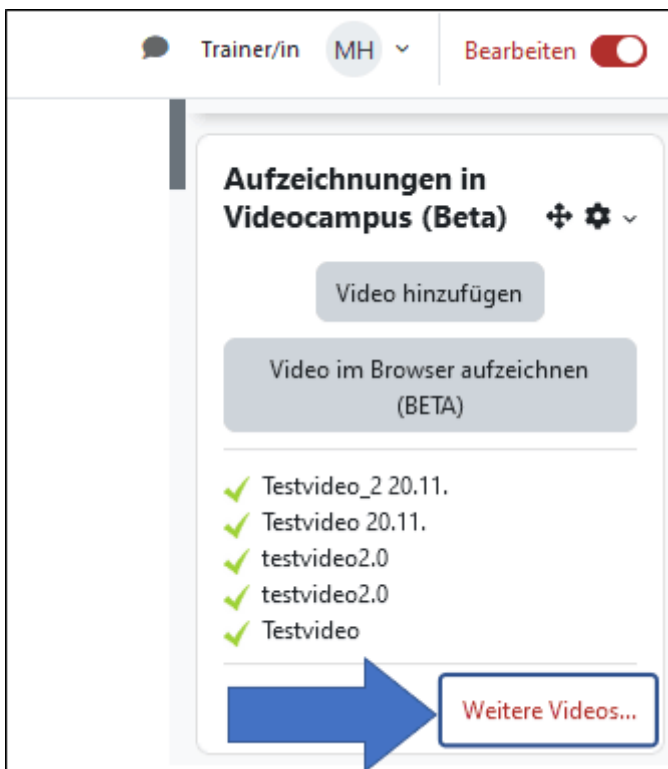 Trainer/in MH Bearbeiten
Aufzeichnungen in
Videocampus (Beta)
Video hinzufügen
Video im Browser aufzeichnen
(BETA)
Testvideo_2 20.11.
Testvideo 20.11.
testvideo2.0
testvideo2.0
Testvideo
Weitere Videos...